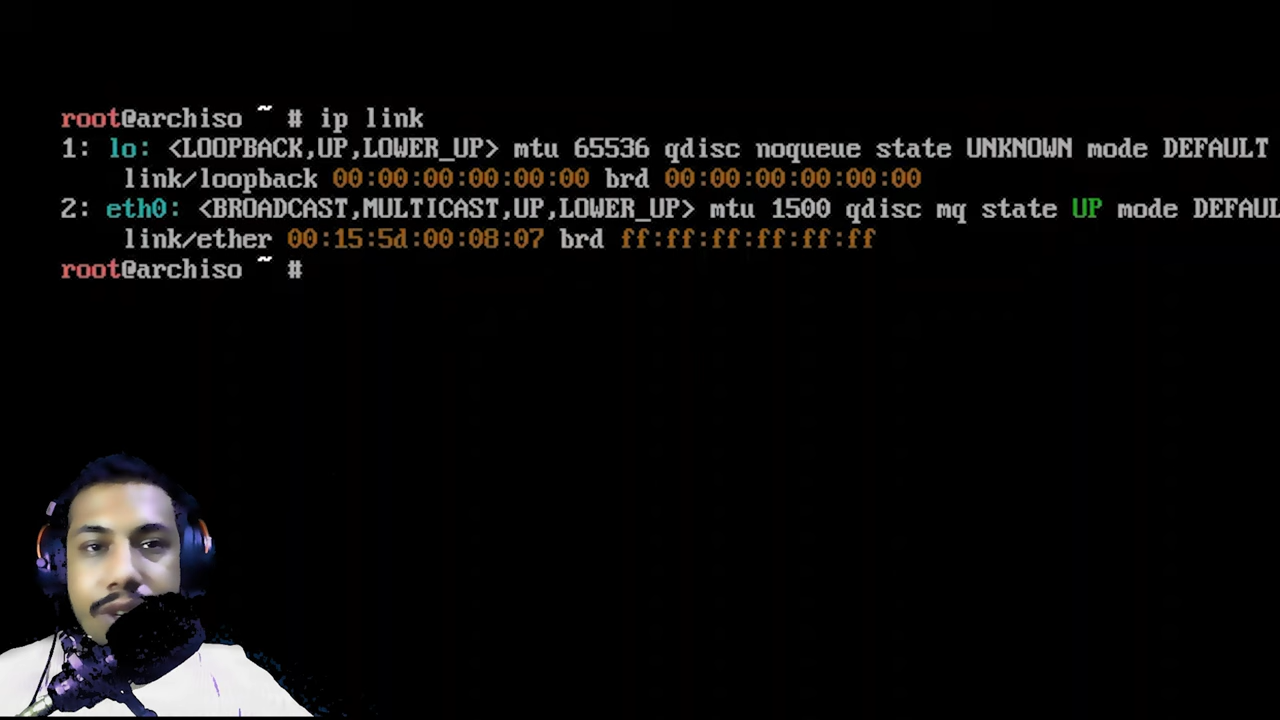 root@archiso ~ # ip link
1: lo: <LOOPBACK,UP,LOWER_UP> mtu 65536 qdisc noqueue state UNKNOWN mode DEFAULT
link/loopback 00:00:00:00:00:00 brd 00:00:00:00:00:00
2: eth0: <BROADCAST,MULTICAST,UP,LOWER_UP> mtu 1500 qdisc mq state UP mode DEFAUL
link/ether 00:15:5d:00:08:07 brd ff:ff:ff:ff:ff:ff
root@archiso ~ #